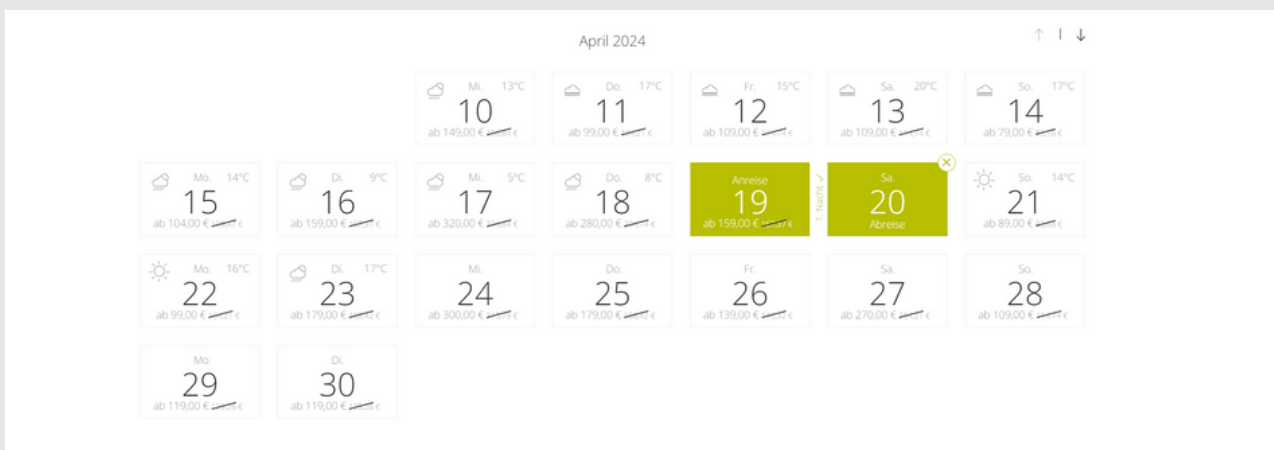 April 2024
Mi. 13°C
10
ab 149,00 €
Do. 17°C
11
ab 99,00 €
Fr. 15°C
12
ab 109,00 €
Sa. 20°C
13
ab 109,00 €
So. 17°C
14
ab 79,00 €
Mo. 14°C
15
ab 104,00 €
Di. 9°C
16
ab 159,00 €
Mi. 5°C
17
ab 320,00 €
Do. 8°C
18
ab 280,00 €
Anreise
19
ab 159,00 €
1. Nacht ✓
Sa.
20
Abreise
So. 14°C
21
ab 89,00 €
Mo. 16°C
22
ab 99,00 €
Di. 17°C
23
ab 179,00 €
Mi.
24
ab 300,00 €
Do.
25
ab 179,00 €
Fr.
26
ab 139,00 €
Sa.
27
ab 270,00 €
So.
28
ab 109,00 €
Mo.
29
ab 119,00 €
Di.
30
ab 119,00 €